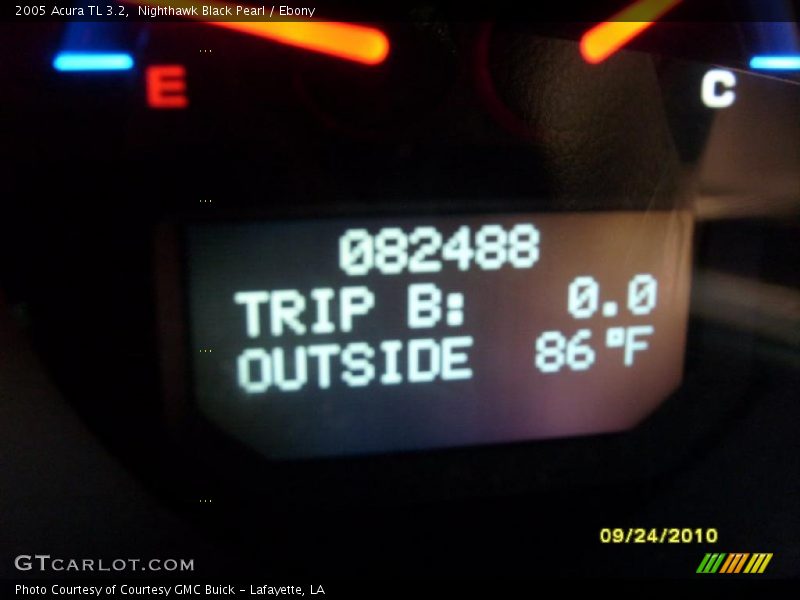 2005 Acura TL 3.2,  Nighthawk Black Pearl / Ebony
E
C
082488
TRIP B: 0.0
OUTSIDE 86°F
09/24/2010
GTCARLOT.COM
Photo Courtesy of Courtesy GMC Buick - Lafayette, LA